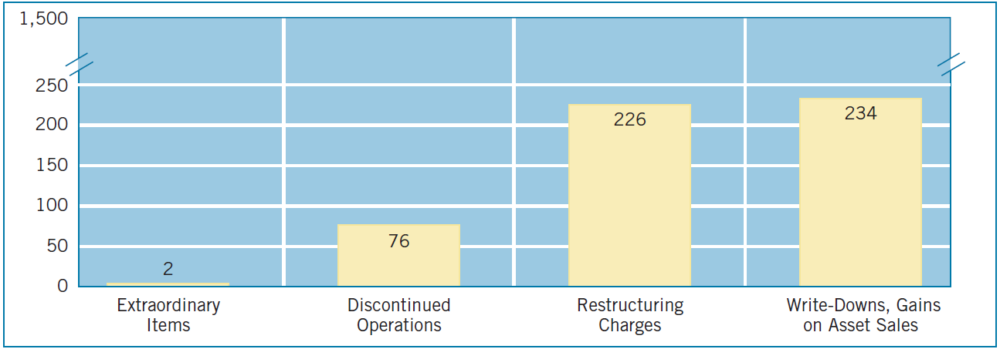 1,500
250
200
150
100
50
0
2
76
226
234
Extraordinary
Items
Discontinued
Operations
Restructuring
Charges
Write-Downs, Gains
on Asset Sales